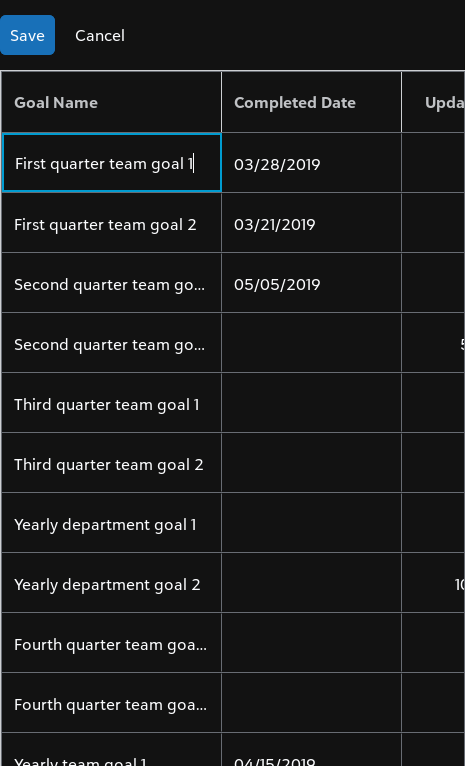 Save Cancel
Goal Name Completed Date Upda
First quarter team goal 1 03/28/2019
First quarter team goal 2 03/21/2019
Second quarter team go... 05/05/2019
Second quarter team go... 5
Third quarter team goal 1
Third quarter team goal 2
Yearly department goal 1
Yearly department goal 2 10
Fourth quarter team goa...
Fourth quarter team goa...
Yearly team goal 1 04/15/2019